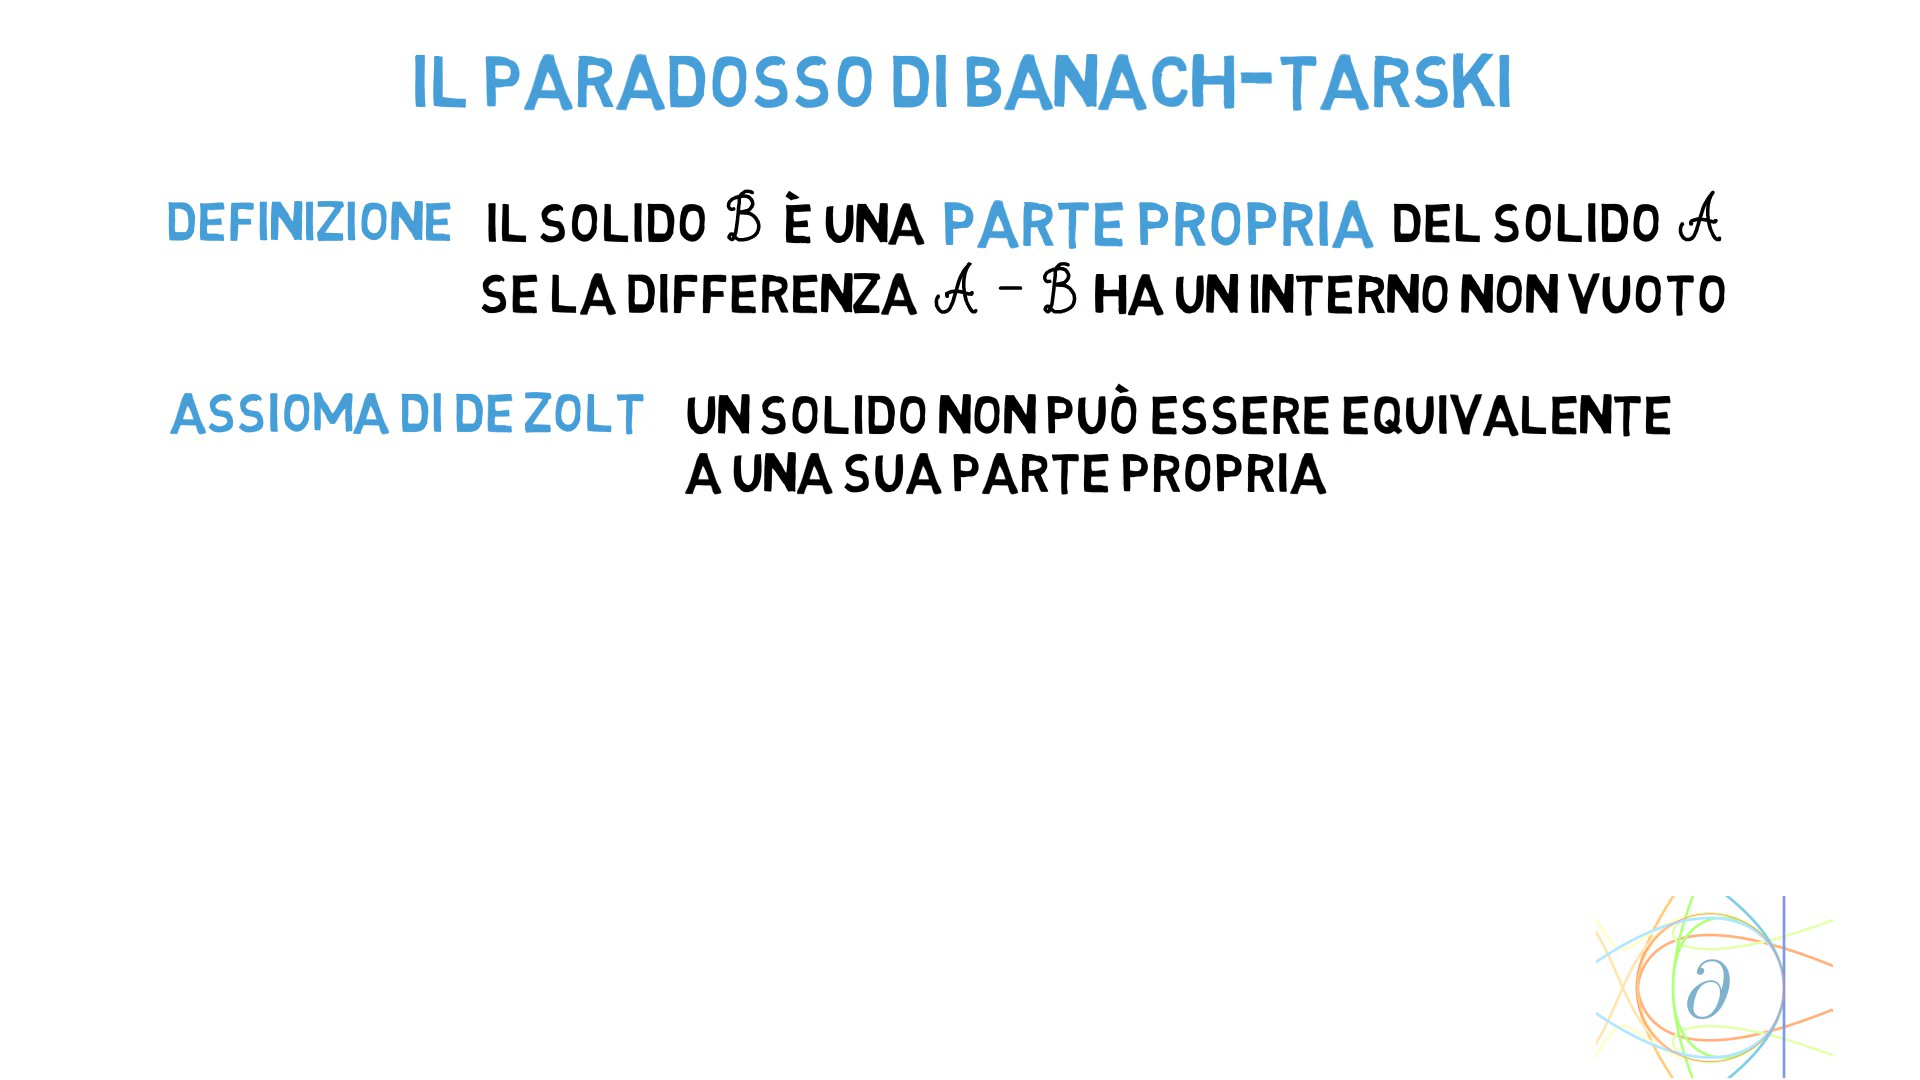 IL PARADOSSO DI BANACH-TARSKI
DEFINIZIONE IL SOLIDO B È UNA PARTE PROPRIA DEL SOLIDO A
SE LA DIFFERENZA A - B HA UN INTERNO NON VUOTO
ASSIOMA DI DE ZOLT UN SOLIDO NON PUÒ ESSERE EQUIVALENTE
A UNA SUA PARTE PROPRIA
∂